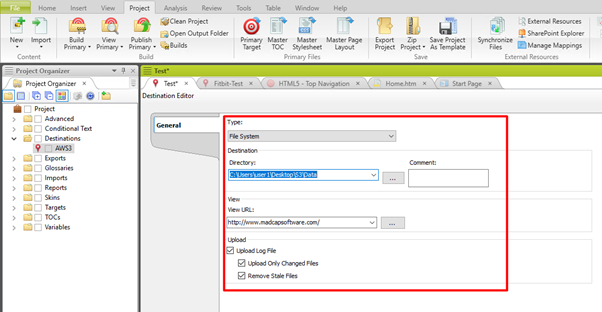 File Home Insert View Project Analysis Review Tools Source Control Table Window Help
New Import Build Primary View Primary Publish Primary Clean Project Primary Target Master TOC Master Stylesheet Master Page Layout Export Project Zip Project Save Project As Template Synchronize Files External Resources
Open Output Folder SharePoint Explorer
Builds Manage Mappings
Content Build Primary Files Save External Resources
Project Organizer Test*
Project Organizer Test* Fitbit-Test HTML5 - Top Navigation Home.htm Start Page
Destination Editor
Project
Advanced
Conditional Text
Destinations
AWS3
Exports
Glossaries
Imports
Reports
Skins
Targets
TOCs
Variables
General
Type:
File System
Destination
Directory: Comment:
C:\Users\user1\Desktop\S3\Data ...
View
View URL:
http://www.madcapsoftware.com/ ...
Upload
Upload Log File
Upload Only Changed Files
Remove Stale Files